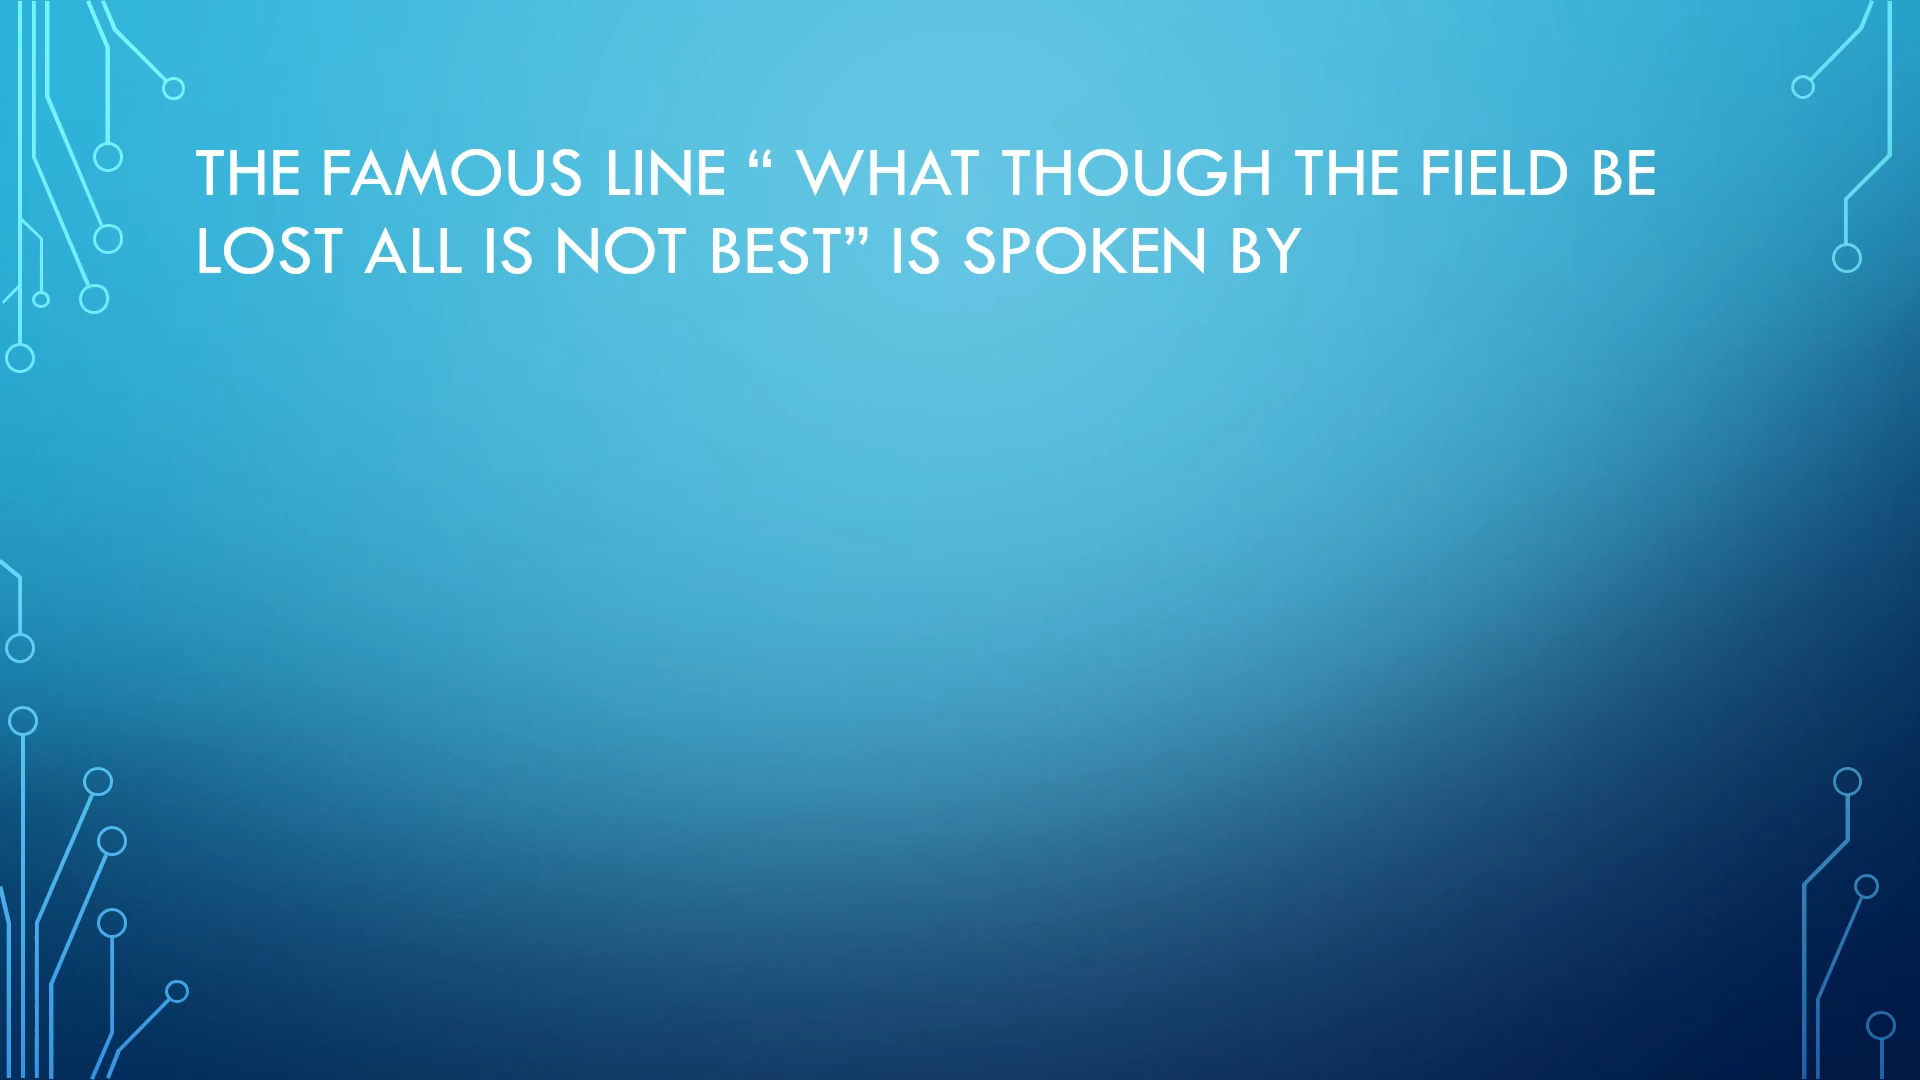 THE FAMOUS LINE “ WHAT THOUGH THE FIELD BE
LOST ALL IS NOT BEST” IS SPOKEN BY